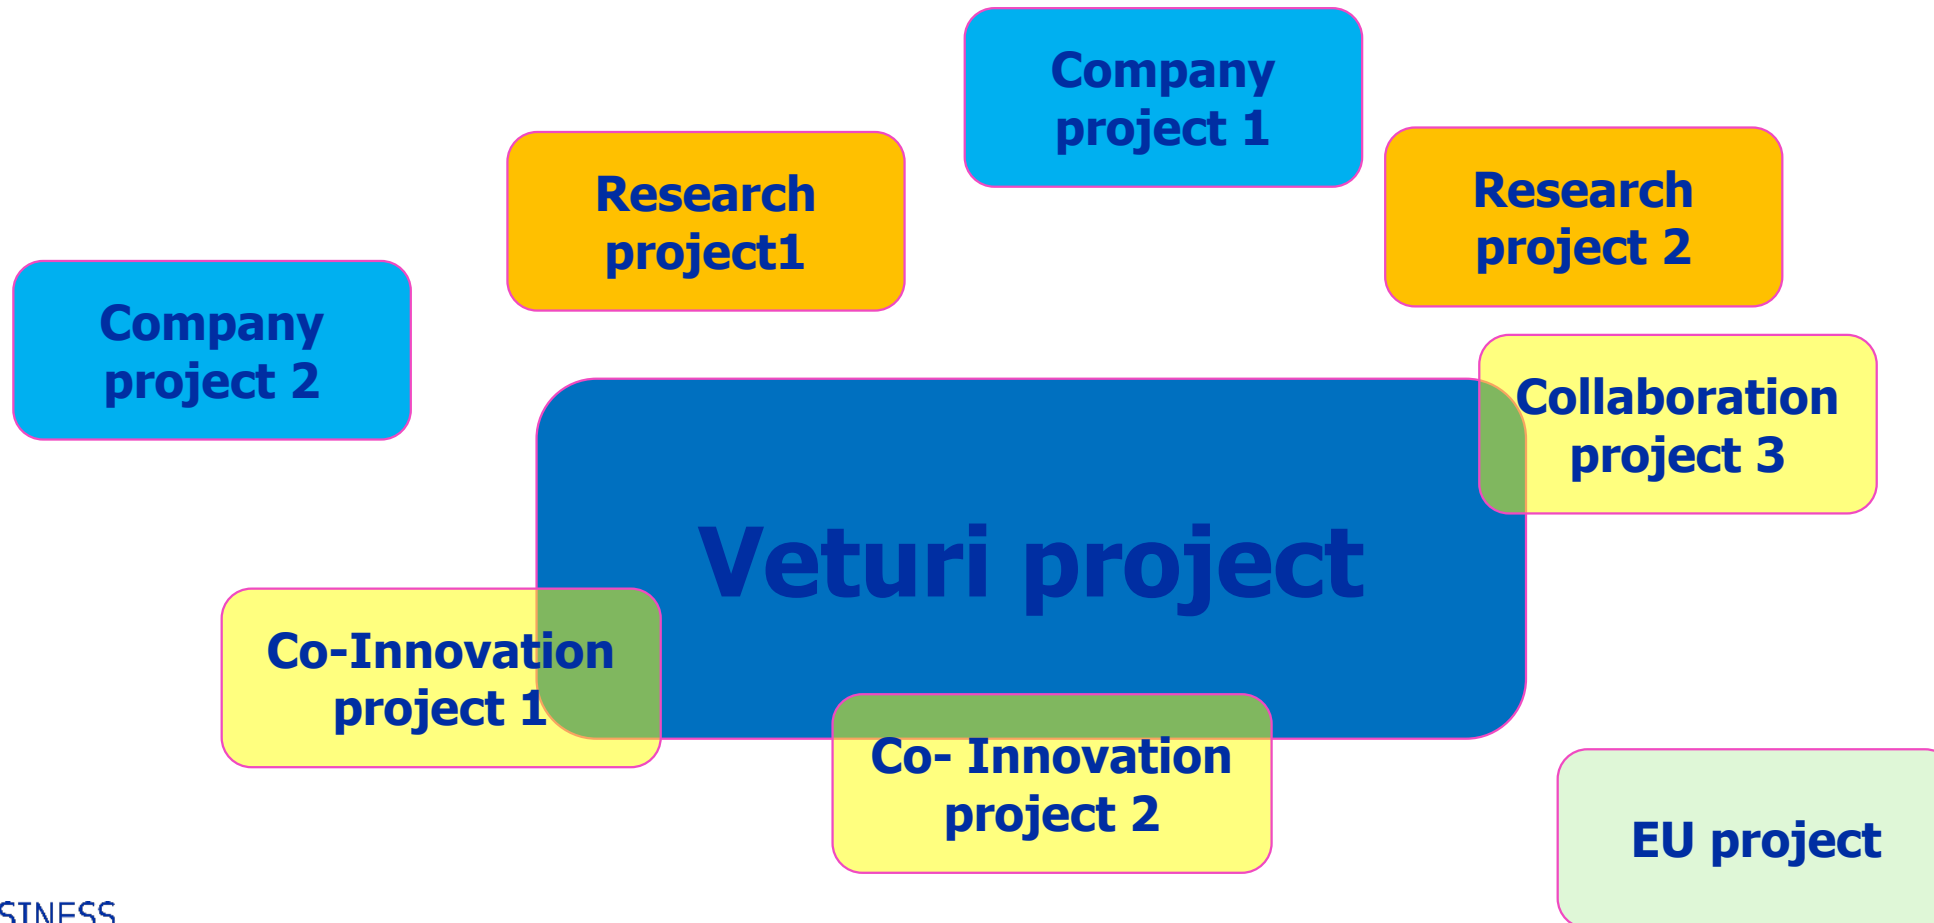 Company
project 1
Research
project1
Research
project 2
Company
project 2
Collaboration
project 3
Veturi project
Co-Innovation
project 1
Co- Innovation
project 2
EU project